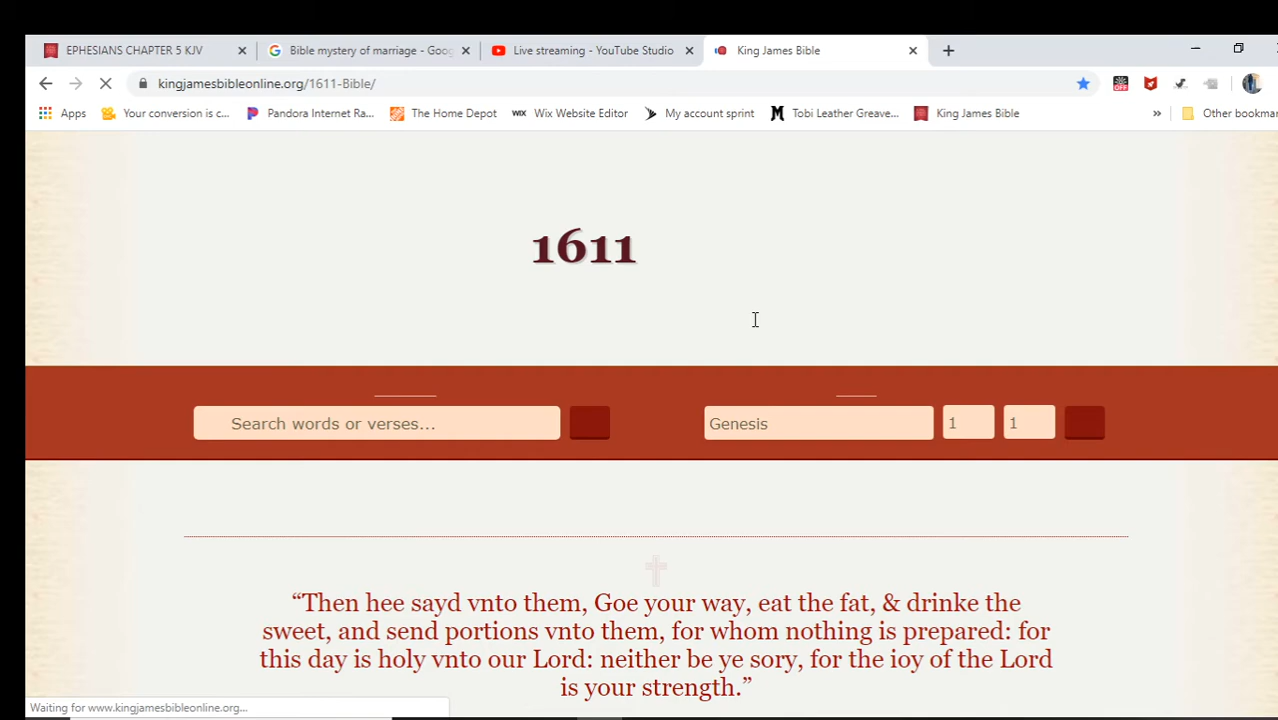 EPHESIANS CHAPTER 5 KJV
Bible mystery of marriage - Goog
Live streaming - YouTube Studio
King James Bible
kingjamesbibleonline.org/1611-Bible/
OFF
Apps
Your conversion is c...
Pandora Internet Ra...
The Home Depot
WIX Wix Website Editor
My account sprint
Tobi Leather Greave...
King James Bible
»
Other bookmar
1611
Search words or verses...
Genesis
1
1
“Then hee sayd vnto them, Goe your way, eat the fat, & drinke the
sweet, and send portions vnto them, for whom nothing is prepared: for
this day is holy vnto our Lord: neither be ye sory, for the ioy of the Lord
is your strength.”
Waiting for www.kingjamesbibleonline.org...